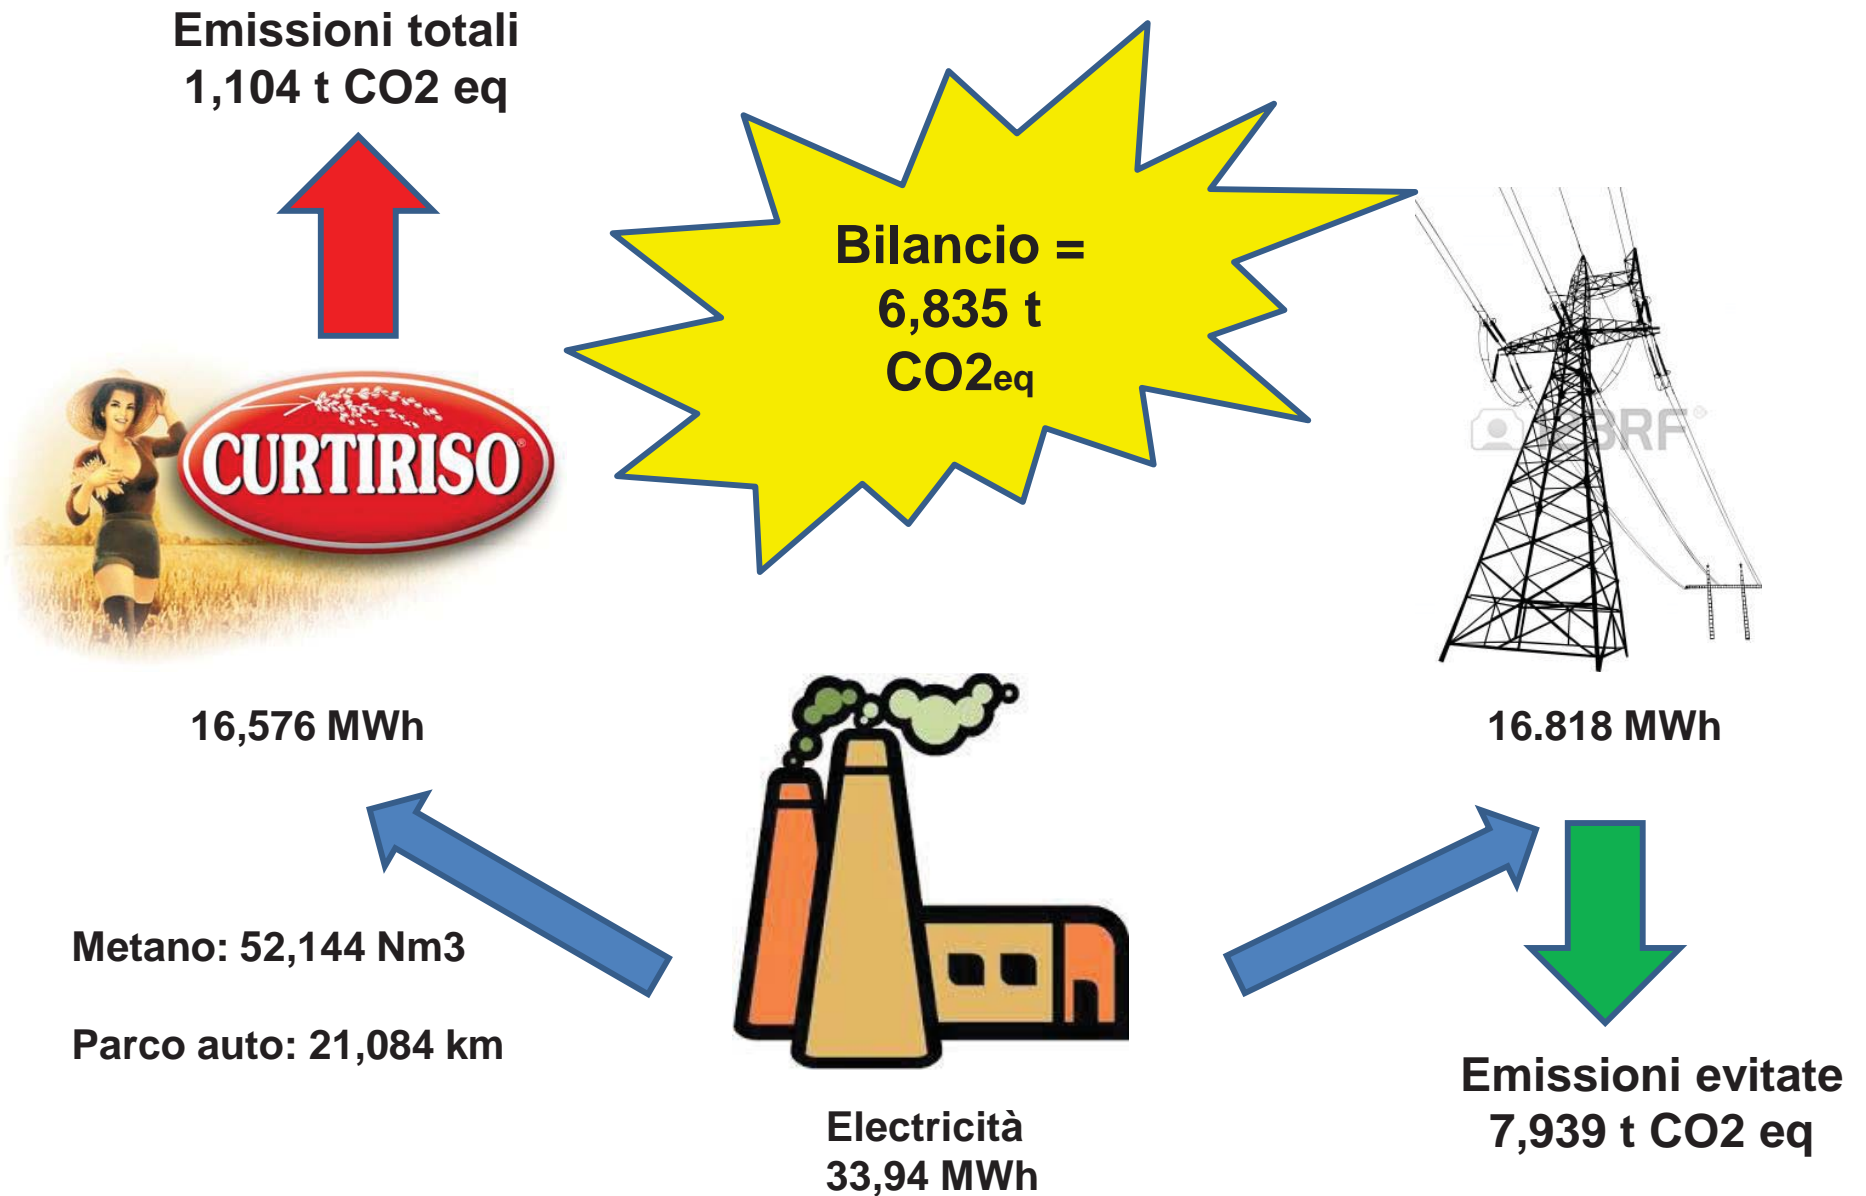 Emissioni totali
1,104 t CO2 eq
Bilancio =
6,835 t
CO2eq
CURTIRISO®
16,576 MWh
16.818 MWh
Metano: 52,144 Nm3
Parco auto: 21,084 km
Electricità
33,94 MWh
Emissioni evitate
7,939 t CO2 eq